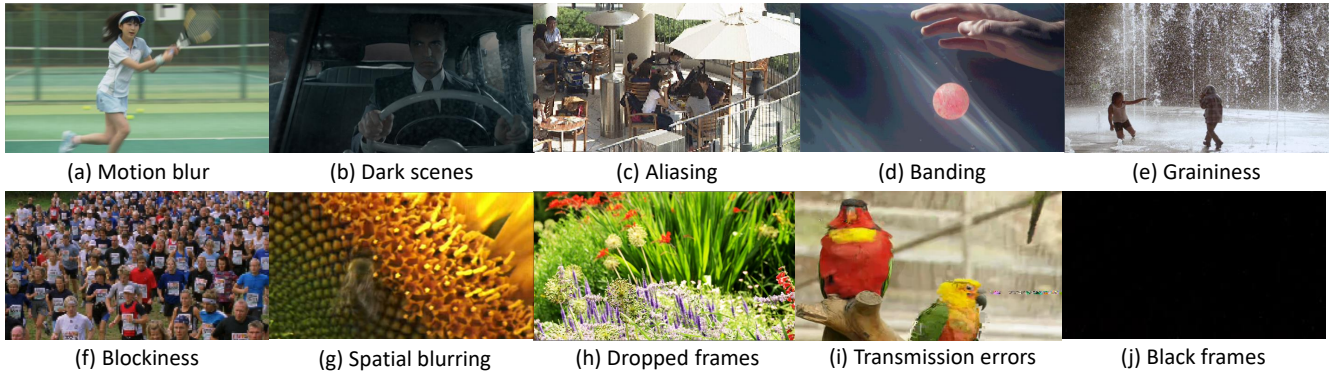 (a) Motion blur
(b) Dark scenes
(c) Aliasing
(d) Banding
(e) Graininess
(f) Blockiness
(g) Spatial blurring
(h) Dropped frames
(i) Transmission errors
(j) Black frames